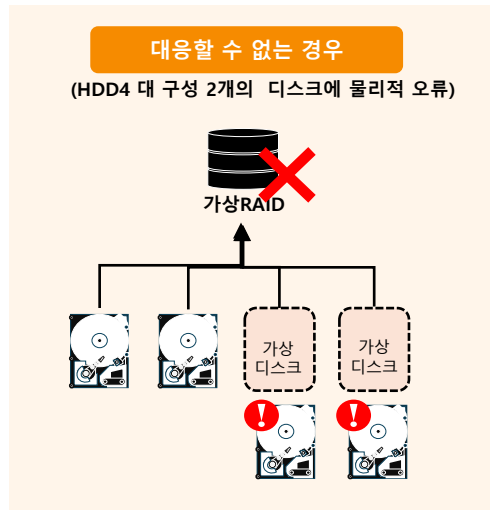 대응할 수 없는 경우
(HDD4 대 구성 2개의 디스크에 물리적 오류)
가상RAID
가상
디스크
가상
디스크